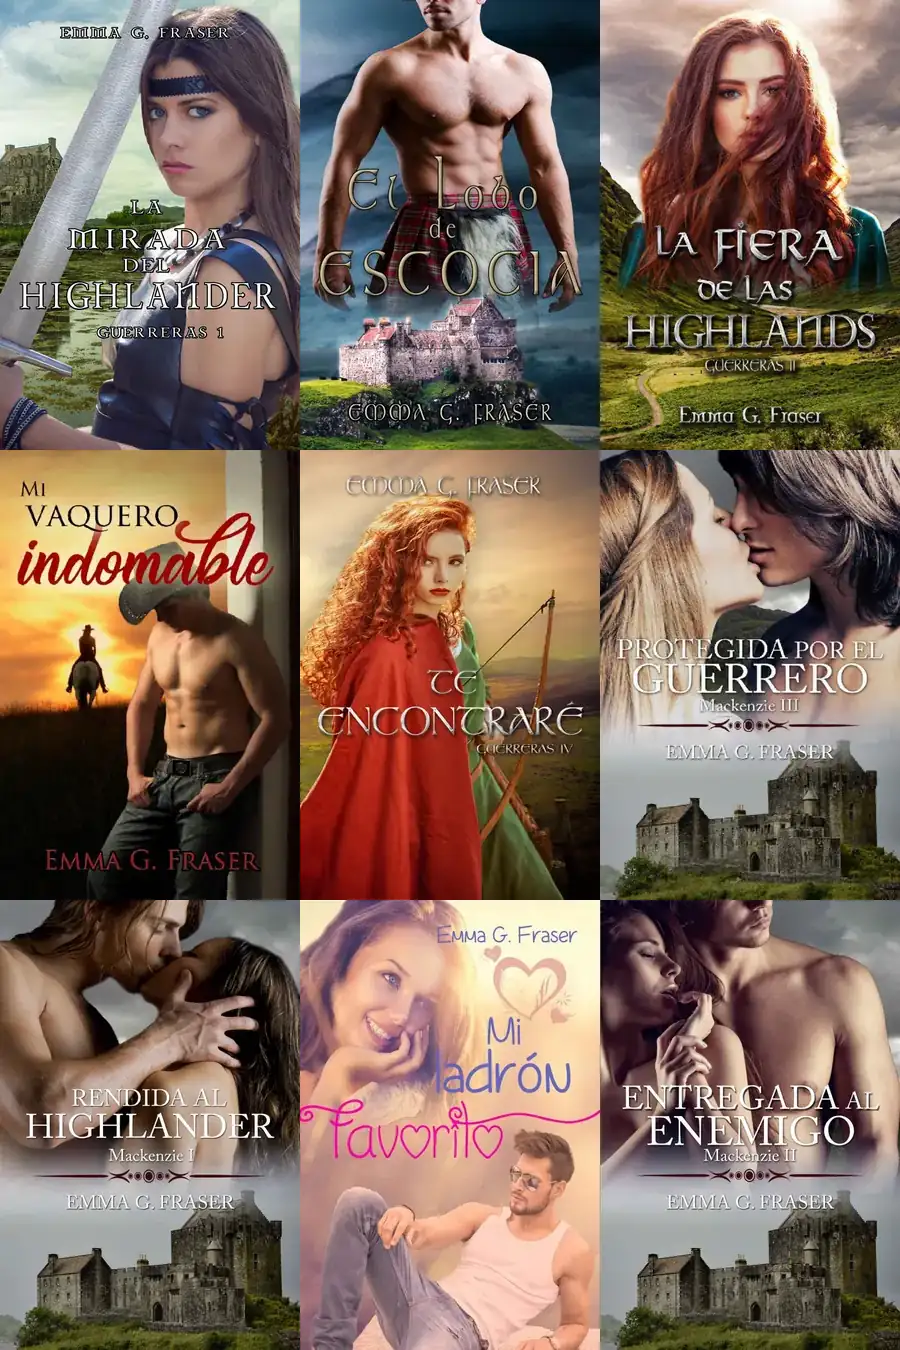 EMMA G. FRASER
LA
MIRADA
DEL
HIGHLANDER
GUERRERAS 1
El Lobo
de
ESCOCIA
EMMA G. FRASER
LA FIERA
DE LAS
HIGHLANDS
GUERRERAS II
Emma G. Fraser
MI
VAQUERO
indomable
EMMA G. FRASER
EMMA G. FRASER
TE
ENCONTRARÉ
GUERRERAS IV
PROTEGIDA POR EL
GUERRERO
Mackenzie III
EMMA G. FRASER
RENDIDA AL
HIGHLANDER
Mackenzie I
EMMA G. FRASER
Emma G. Fraser
Mi
ladrón
favorito
ENTREGADA AL
ENEMIGO
Mackenzie II
EMMA G. FRASER